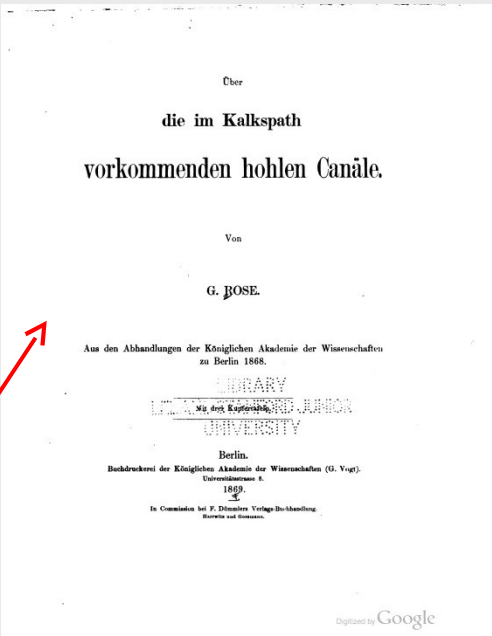 Über
die im Kalkspath
vorkommenden hohlen Canäle.
Von
G. ROSE.
Aus den Abhandlungen der Königlichen Akademie der Wissenschaften
zu Berlin 1868.
LIBRARY
Mit drei Kupfertafeln.
JUNIOR
UNIVERSITY
Berlin.
Buchdruckerei der Königlichen Akademie der Wissenschaften (G. Vogt).
Universitätsstrasse 8.
1869.
In Commission bei F. Dümmlers Verlags-Buchhandlung.
Harrwitz und Gossmann.
Digitized by Google